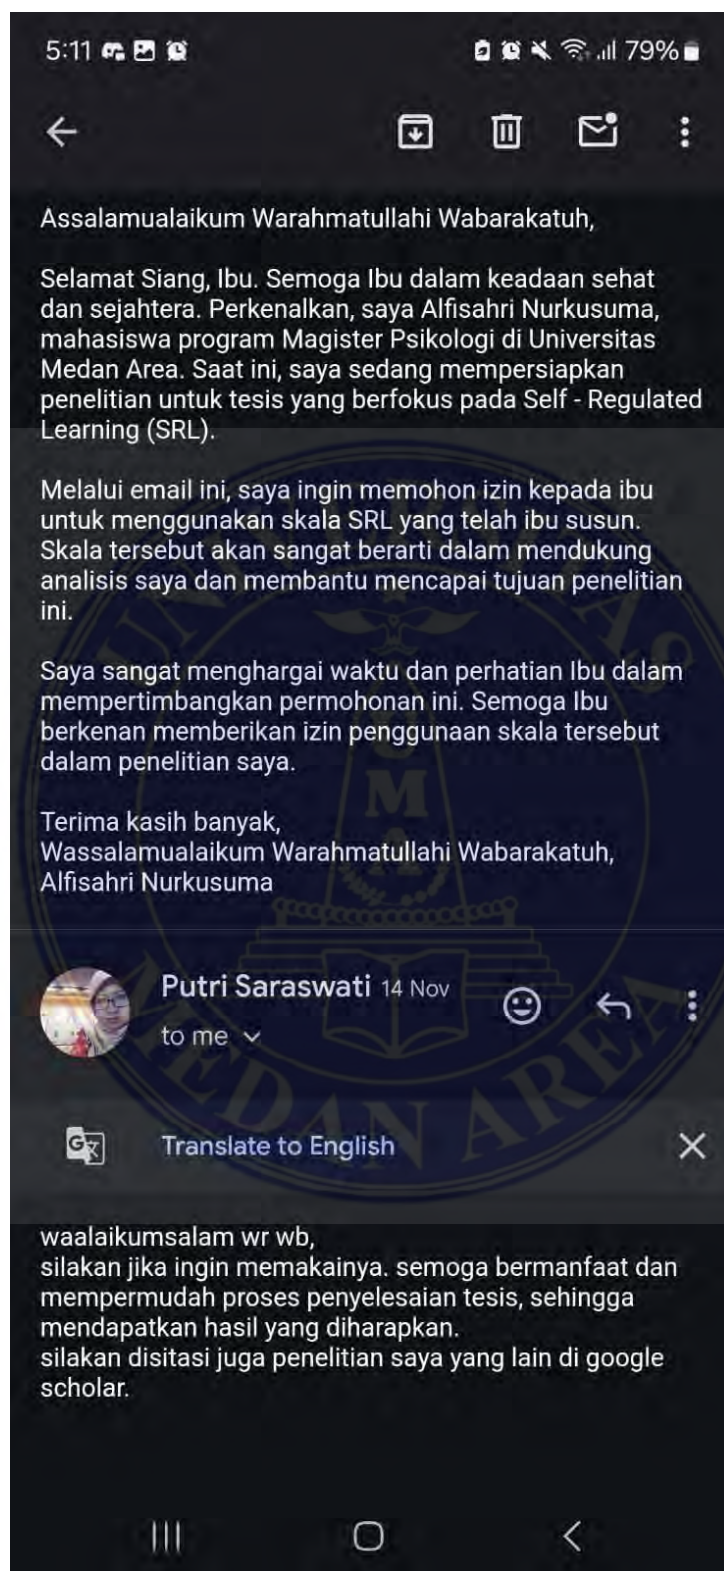 5:11
79%
Assalamualaikum Warahmatullahi Wabarakatuh,
Selamat Siang, Ibu. Semoga Ibu dalam keadaan sehat
dan sejahtera. Perkenalkan, saya Alfisahri Nurkusuma,
mahasiswa program Magister Psikologi di Universitas
Medan Area. Saat ini, saya sedang mempersiapkan
penelitian untuk tesis yang berfokus pada Self - Regulated
Learning (SRL).
Melalui email ini, saya ingin memohon izin kepada ibu
untuk menggunakan skala SRL yang telah ibu susun.
Skala tersebut akan sangat berarti dalam mendukung
analisis saya dan membantu mencapai tujuan penelitian
ini.
Saya sangat menghargai waktu dan perhatian Ibu dalam
mempertimbangkan permohonan ini. Semoga Ibu
berkenan memberikan izin penggunaan skala tersebut
dalam penelitian saya.
Terima kasih banyak,
Wassalamualaikum Warahmatullahi Wabarakatuh,
Alfisahri Nurkusuma
Putri Saraswati 14 Nov
to me
Translate to English
waalaikumsalam wr wb,
silakan jika ingin memakainya. semoga bermanfaat dan
mempermudah proses penyelesaian tesis, sehingga
mendapatkan hasil yang diharapkan.
silakan disitasi juga penelitian saya yang lain di google
scholar.
UNIVERSITAS
MEDAN AREA
UMA